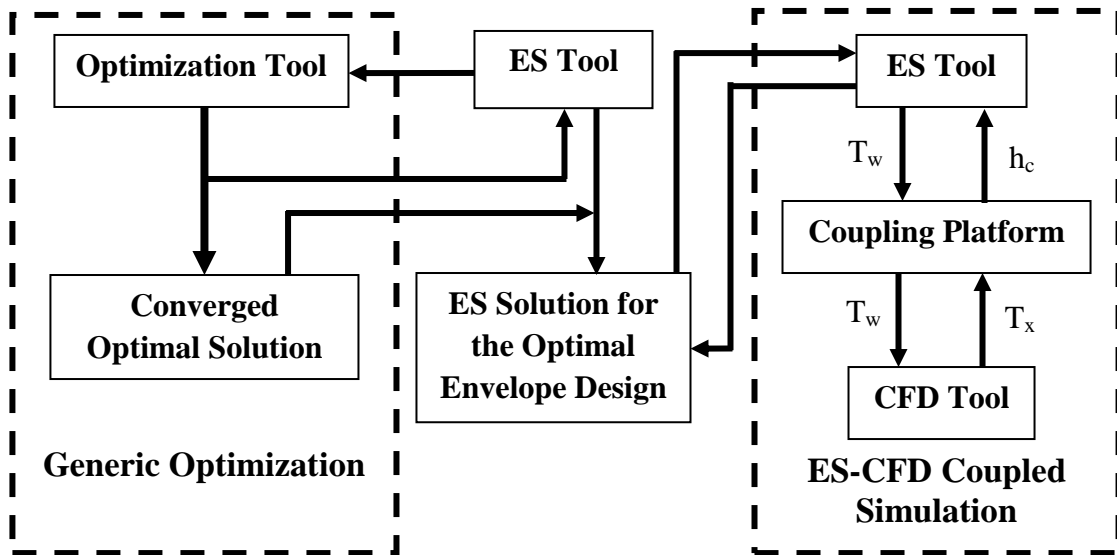 Optimization Tool
ES Tool
ES Tool
T_w
h_c
Coupling Platform
Converged
Optimal Solution
ES Solution for
the Optimal
Envelope Design
T_w
T_x
CFD Tool
Generic Optimization
ES-CFD Coupled
Simulation